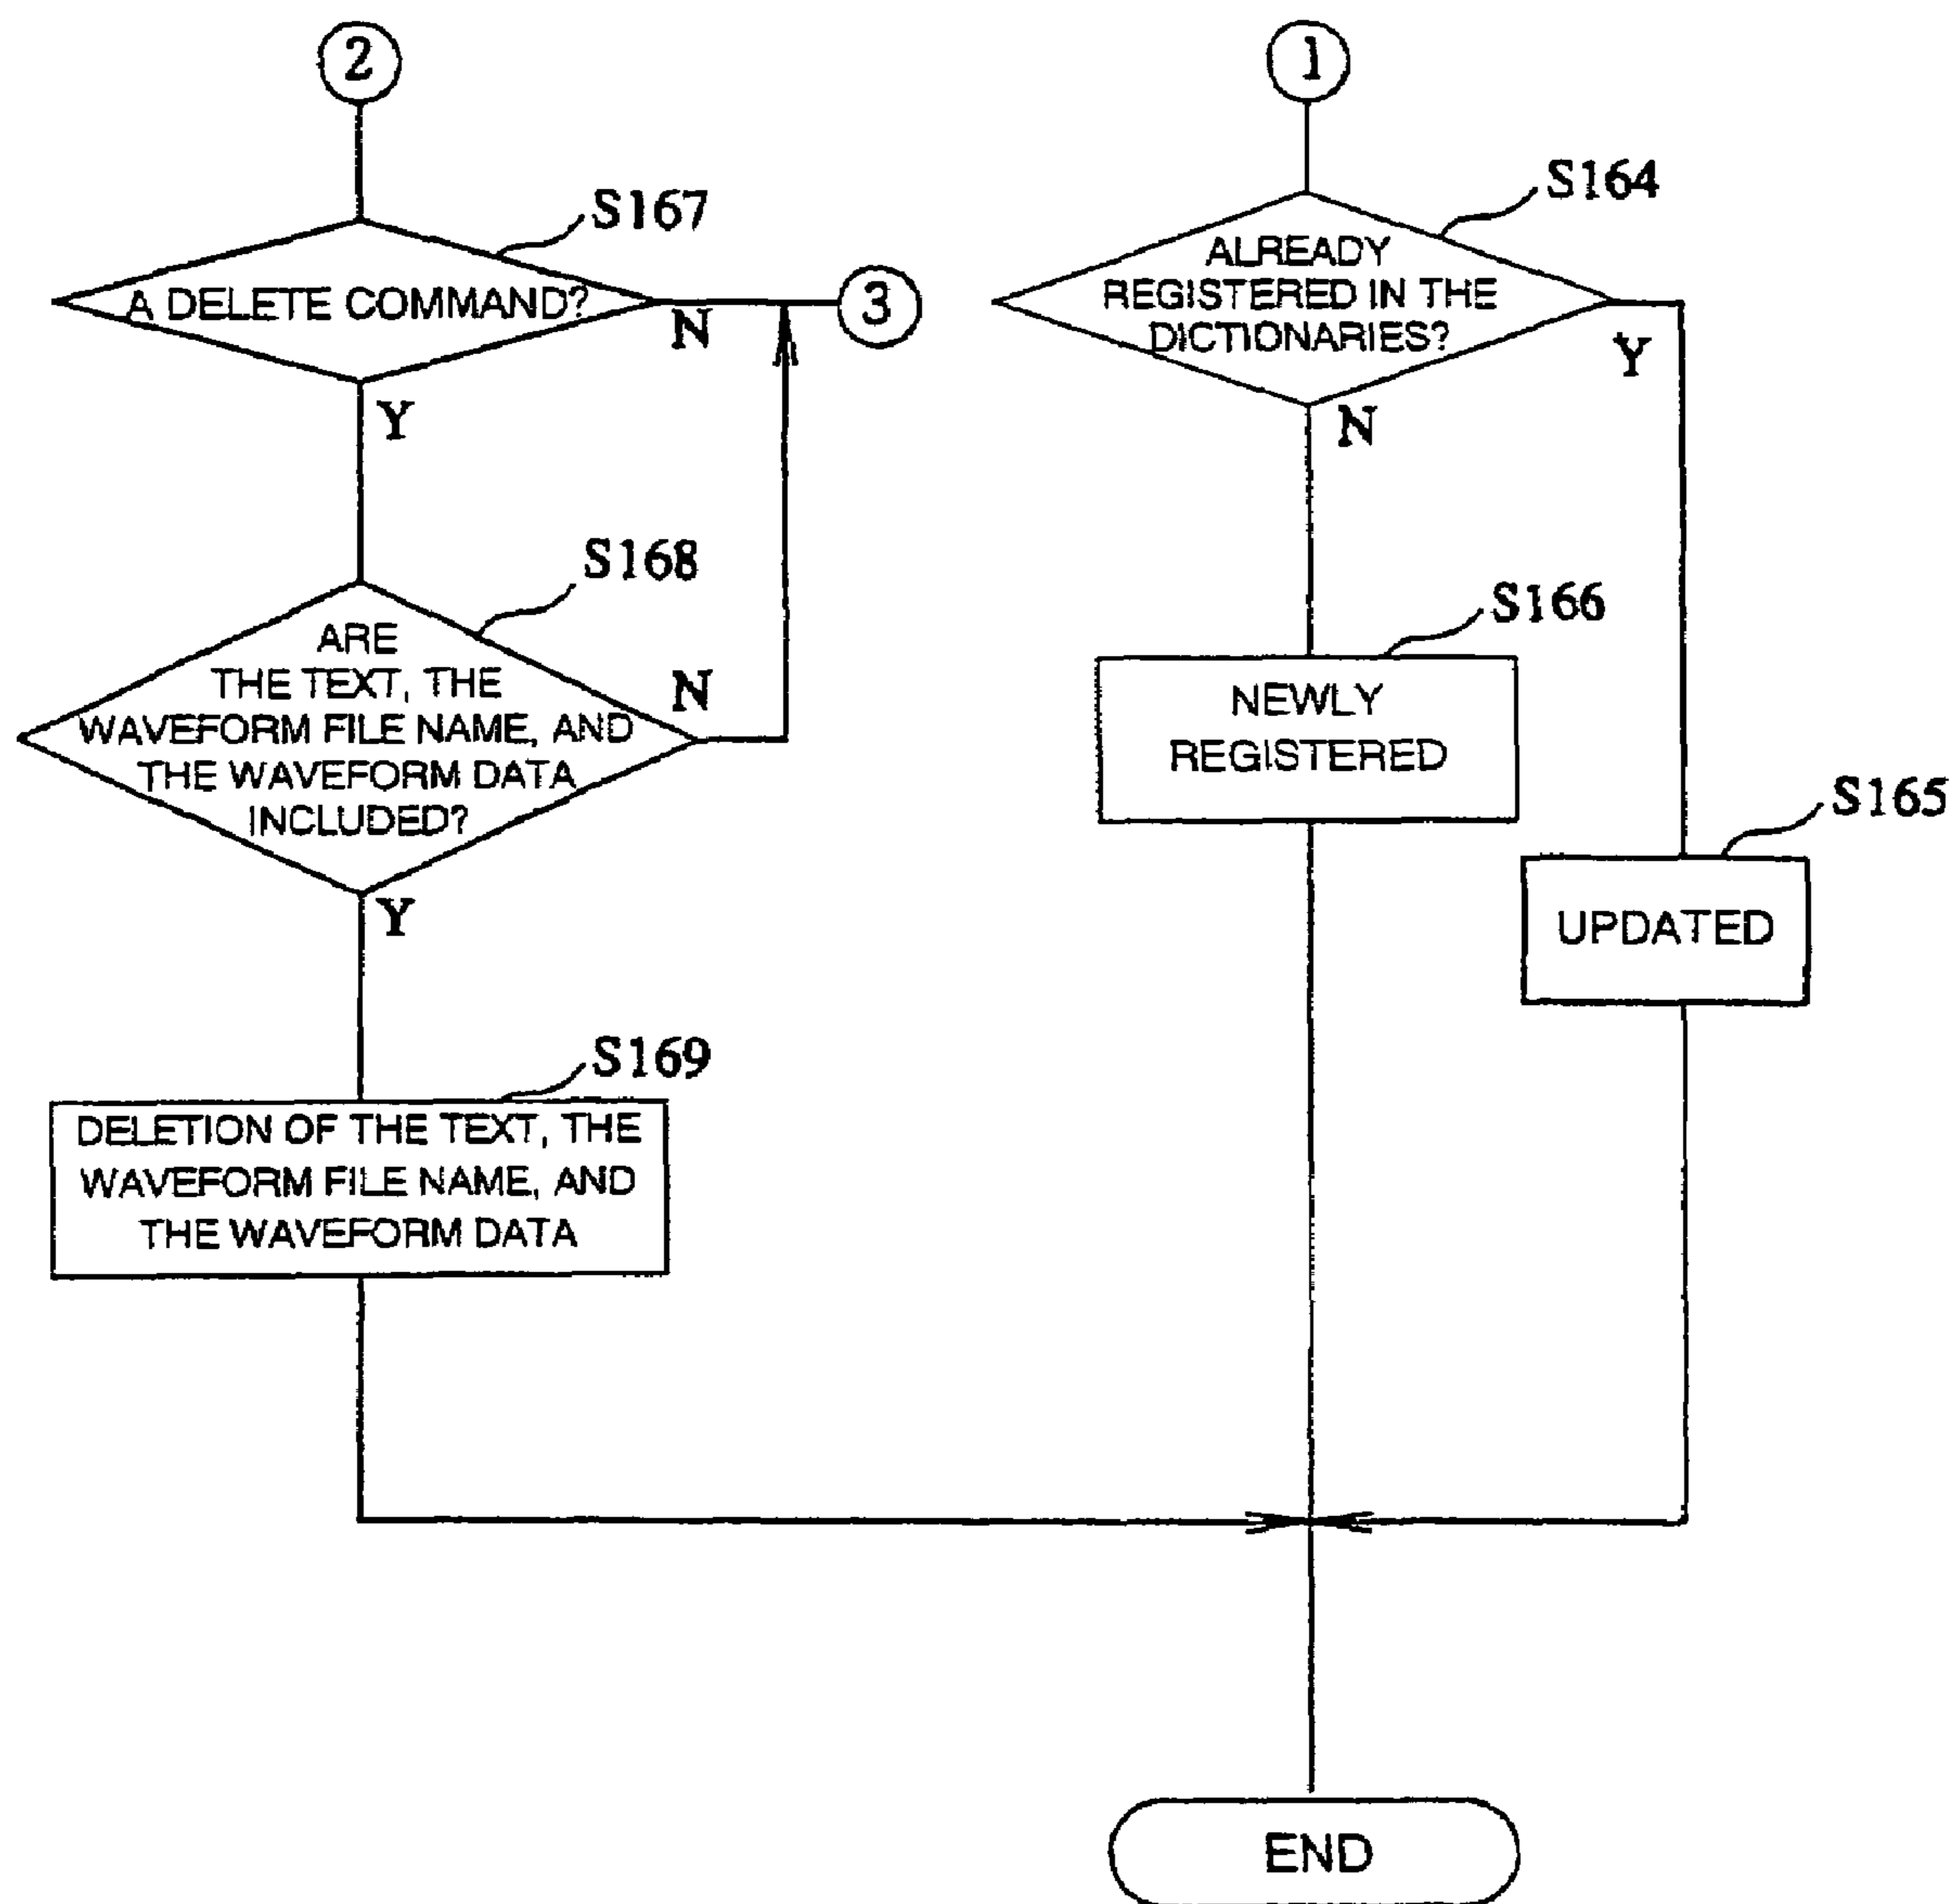 2
S167
A DELETE COMMAND?
N
3
Y
S168
ARE
THE TEXT, THE
WAVEFORM FILE NAME, AND
THE WAVEFORM DATA
INCLUDED?
N
Y
S169
DELETION OF THE TEXT, THE
WAVEFORM FILE NAME, AND
THE WAVEFORM DATA
1
S164
ALREADY
REGISTERED IN THE
DICTIONARIES?
Y
N
S166
NEWLY
REGISTERED
S165
UPDATED
END